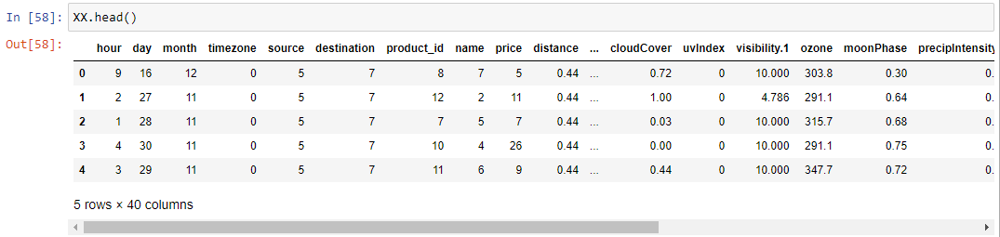 In [58]: XX.head()
Out[58]:
hour day month timezone source destination product_id name price distance ... cloudCover uvIndex visibility.1 ozone moonPhase precipIntensity
0 9 16 12 0 5 7 8 7 5 0.44 ... 0.72 0 10.000 303.8 0.30 0.
1 2 27 11 0 5 7 12 2 11 0.44 ... 1.00 0 4.786 291.1 0.64 0.
2 1 28 11 0 5 7 7 5 7 0.44 ... 0.03 0 10.000 315.7 0.68 0.
3 4 30 11 0 5 7 10 4 26 0.44 ... 0.00 0 10.000 291.1 0.75 0.
4 3 29 11 0 5 7 11 6 9 0.44 ... 0.44 0 10.000 347.7 0.72 0.
5 rows × 40 columns